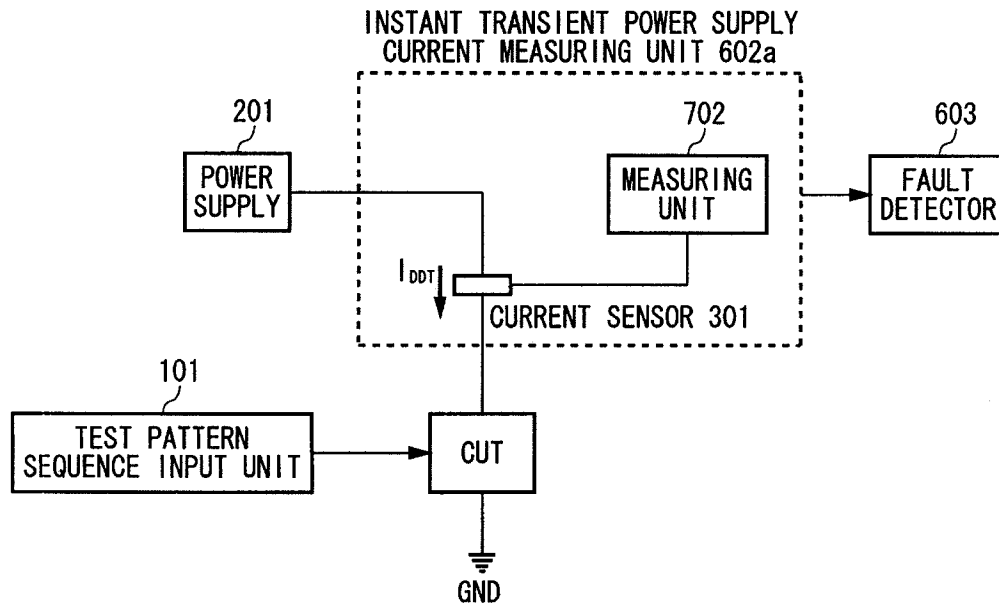 INSTANT TRANSIENT POWER SUPPLY
CURRENT MEASURING UNIT 602a
201
702
603
POWER
SUPPLY
MEASURING
UNIT
FAULT
DETECTOR
IDDT
CURRENT SENSOR 301
101
TEST PATTERN
SEQUENCE INPUT UNIT
CUT
GND